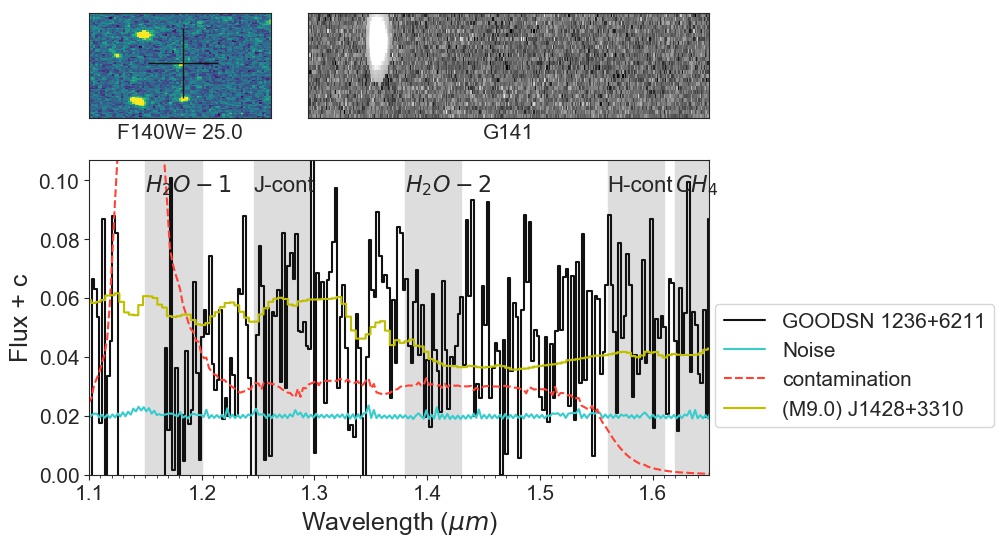 F140W= 25.0
G141
H₂O − 1
J-cont
H₂O − 2
H-cont
CH₄
0.10
0.08
0.06
0.04
0.02
0.00
Flux + c
1.1
1.2
1.3
1.4
1.5
1.6
Wavelength (μm)
GOODSN 1236+6211
Noise
contamination
(M9.0) J1428+3310